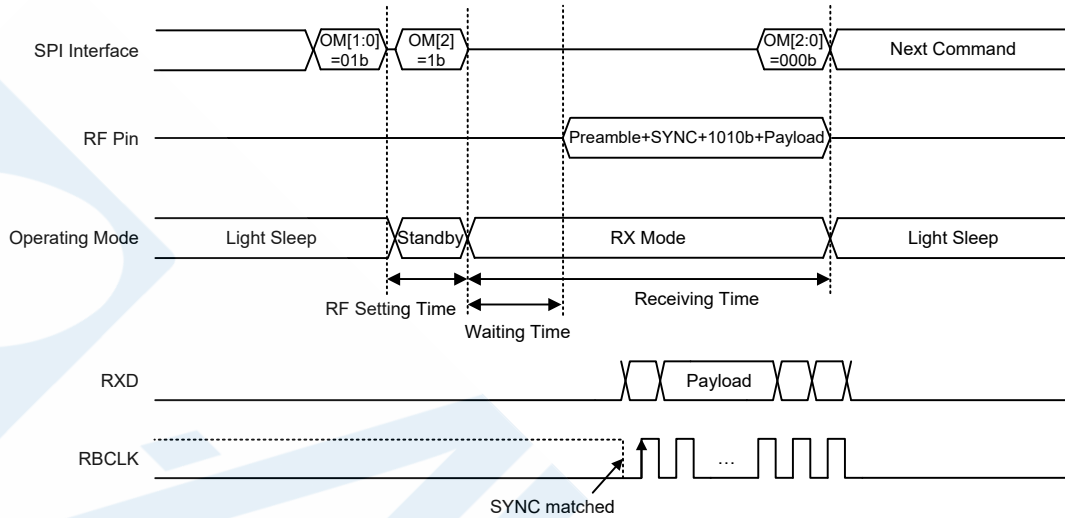 SPI Interface
OM[1:0]
=01b
OM[2]
=1b
OM[2:0]
=000b
Next Command
RF Pin
Preamble+SYNC+1010b+Payload
Operating Mode
Light Sleep
Standby
RX Mode
Light Sleep
RF Setting Time
Waiting Time
Receiving Time
RXD
Payload
RBCLK
...
SYNC matched